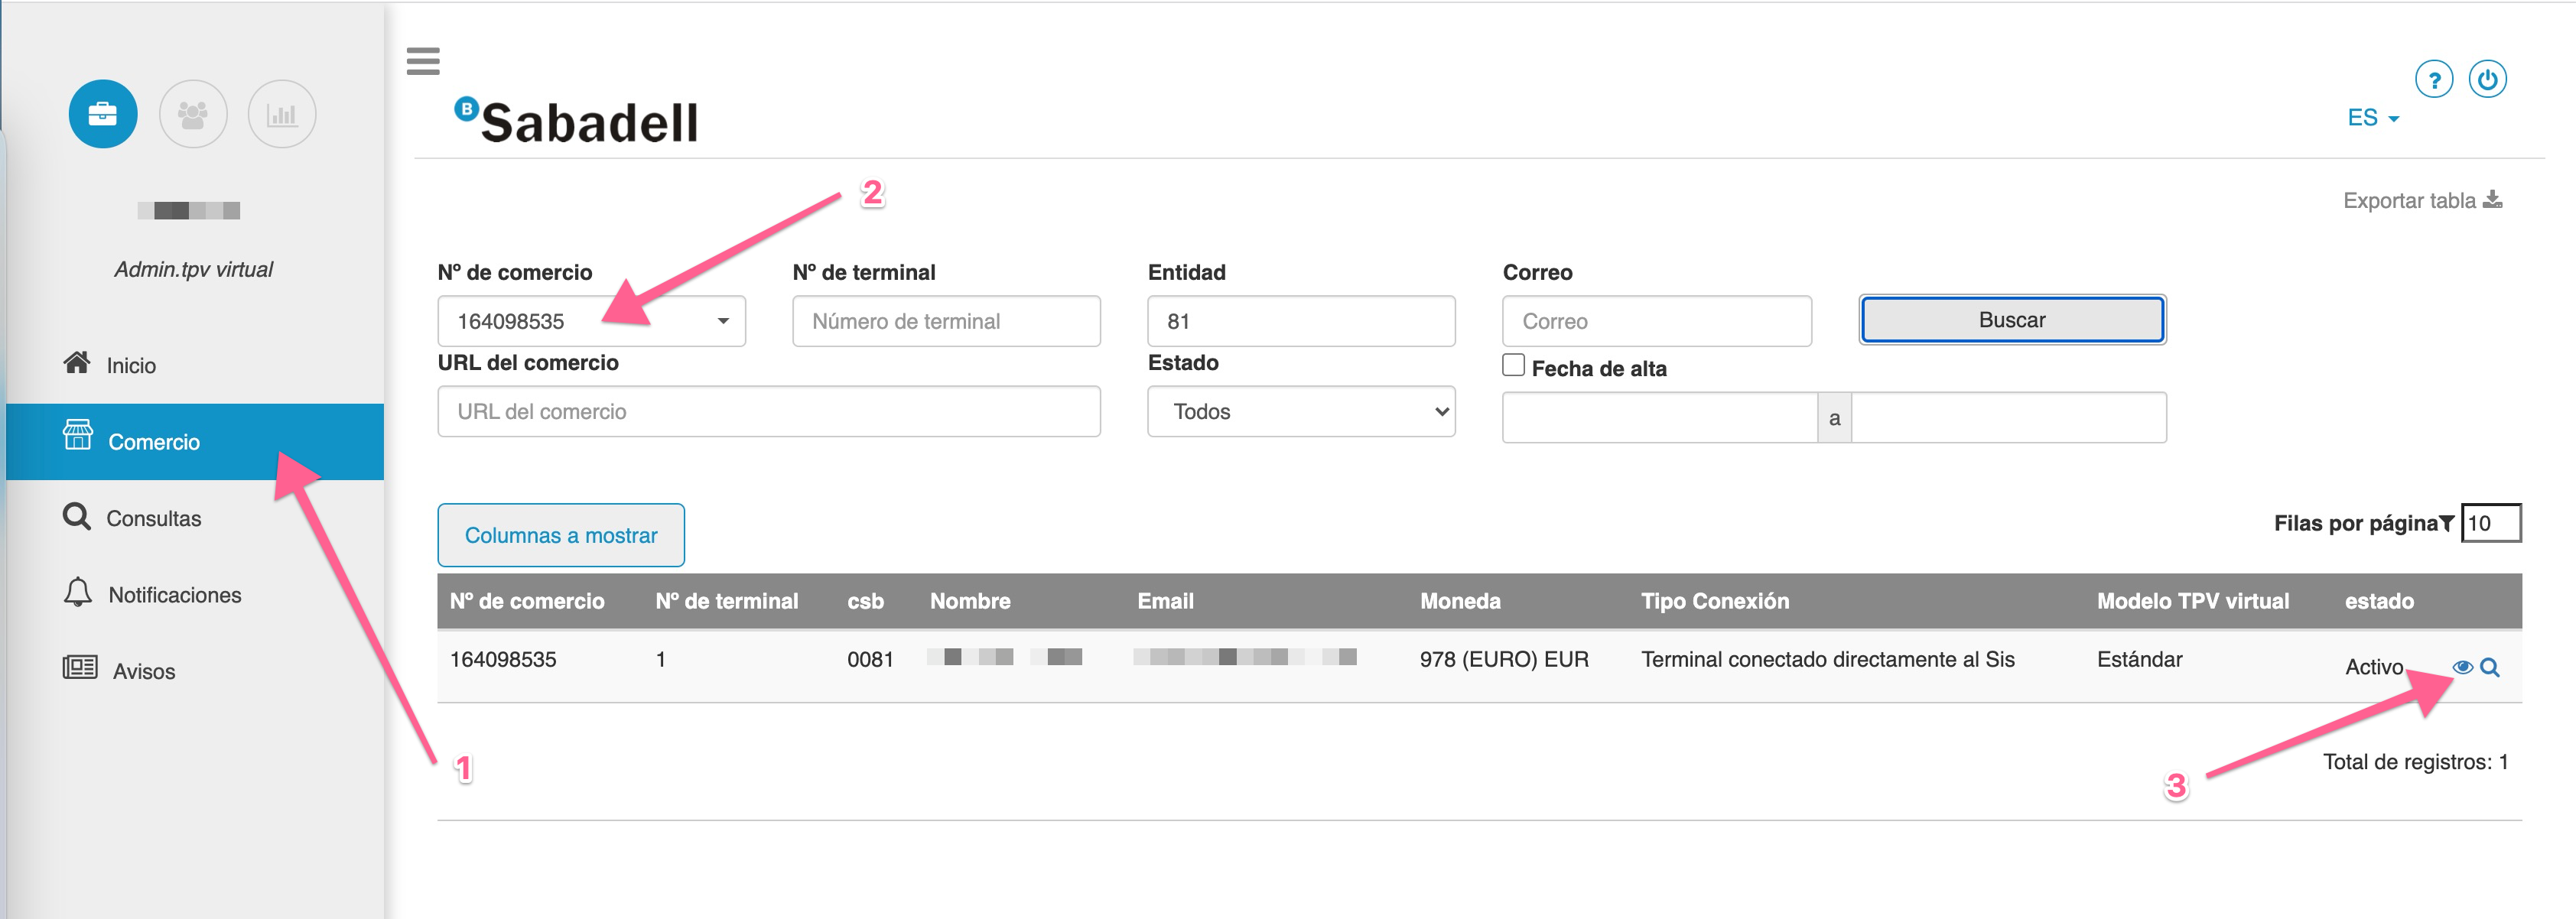 B Sabadell
?
ES
Exportar tabla
2
Admin.tpv virtual
Inicio
Comercio
Consultas
Notificaciones
Avisos
1
Nº de comercio
Nº de terminal
Entidad
Correo
164098535
Número de terminal
81
Correo
Buscar
URL del comercio
Estado
Fecha de alta
URL del comercio
Todos
a
Columnas a mostrar
Filas por página 10
Nº de comercio Nº de terminal csb Nombre Email Moneda Tipo Conexión Modelo TPV virtual estado
164098535 1 0081 978 (EURO) EUR Terminal conectado directamente al Sis Estándar Activo
Total de registros: 1
3